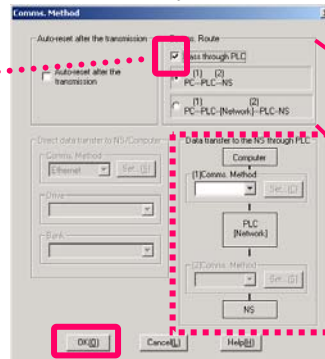 Comms. Method
Auto-reset after the transmission
Auto-reset after the
transmission
Comms. Route
Pass through PLC
(1) (2)
PC--PLC--NS
(1) (2)
PC--PLC-[Network]--PLC-NS
Direct data transfer to NS/Computer
Comms. Method
Ethernet
Set...(S)
Drive
Bank
Data transfer to the NS through PLC
Computer
(1)Comms. Method
Set...(C)
PLC
[Network]
(2)Comms. Method
Set...(S)
NS
OK(O)
Cancel(L)
Help(H)